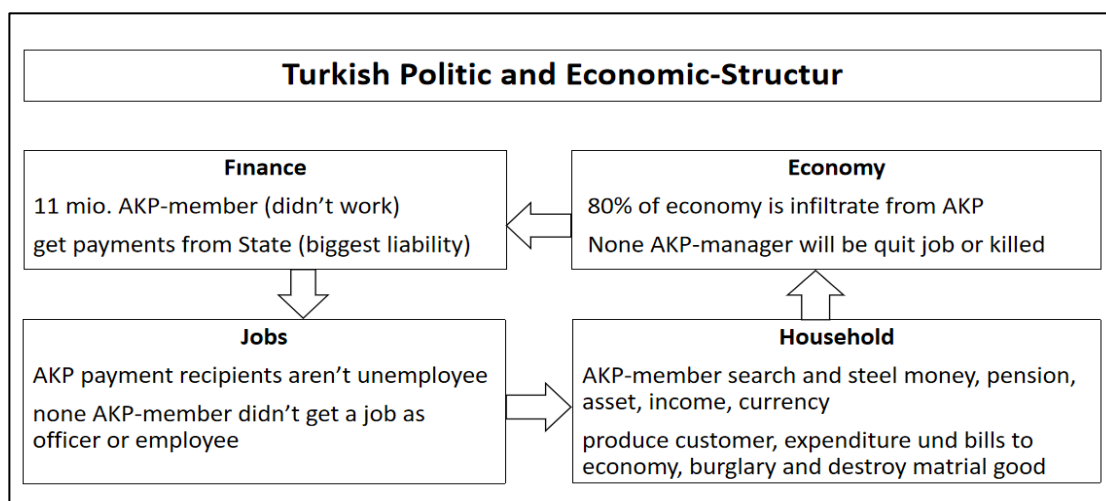 Turkish Politic and Economic-Structur
Fınance
11 mio. AKP-member (didn’t work)
get payments from State (biggest liability)
Economy
80% of economy is infiltrate from AKP
None AKP-manager will be quit job or killed
Jobs
AKP payment recipients aren’t unemployee
none AKP-member didn’t get a job as
officer or employee
Household
AKP-member search and steel money, pension,
asset, income, currency
produce customer, expenditure und bills to
economy, burglary and destroy matrial good